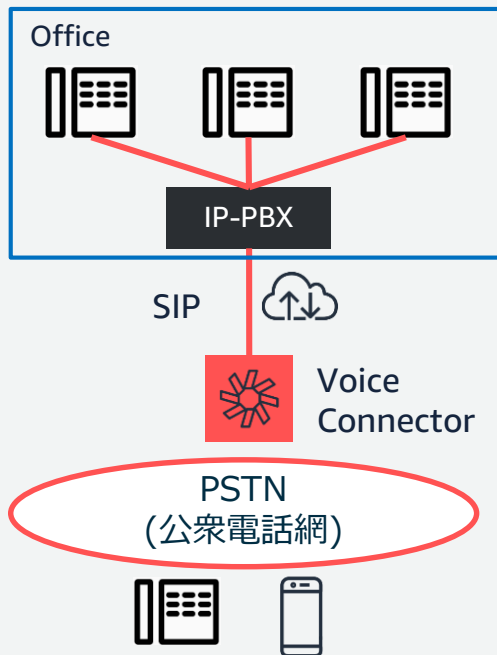 Office
IP-PBX
SIP
Voice
Connector
PSTN
(公衆電話網)